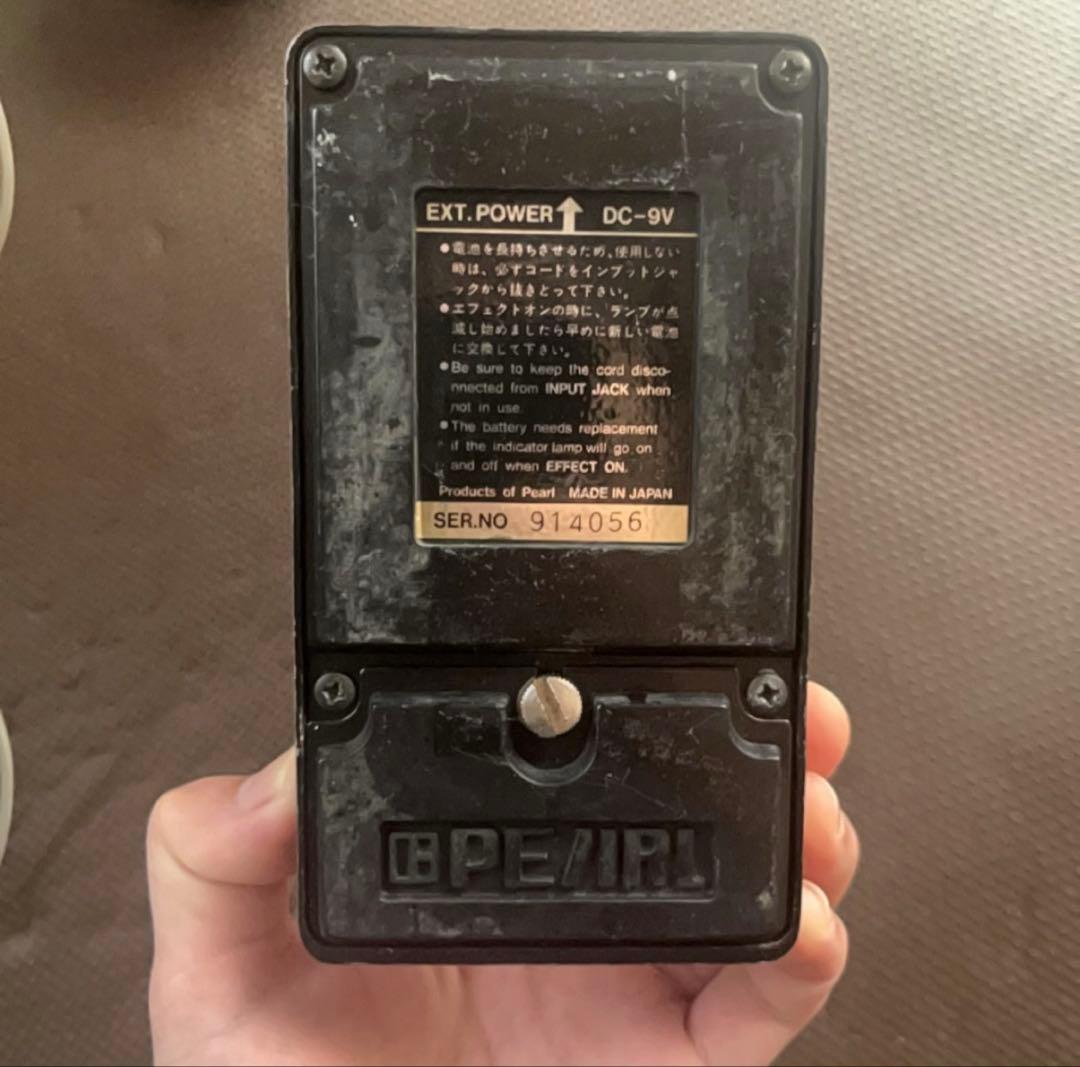 EXT. POWER ↑ DC-9V
●電池を長持ちさせるため、使用しない
時は、必ずコードをインプットジャ
ックから抜きとって下さい。
●エフェクトオンの時に、ランプが点
滅し始めましたら早めに新しい電池
に交換して下さい。
●Be sure to keep the cord disco-
nnected from INPUT JACK when
not in use.
●The battery needs replacement
if the indicator lamp will go on
and off when EFFECT ON.
Products of Pearl MADE IN JAPAN
SER.NO 914056
PEARL